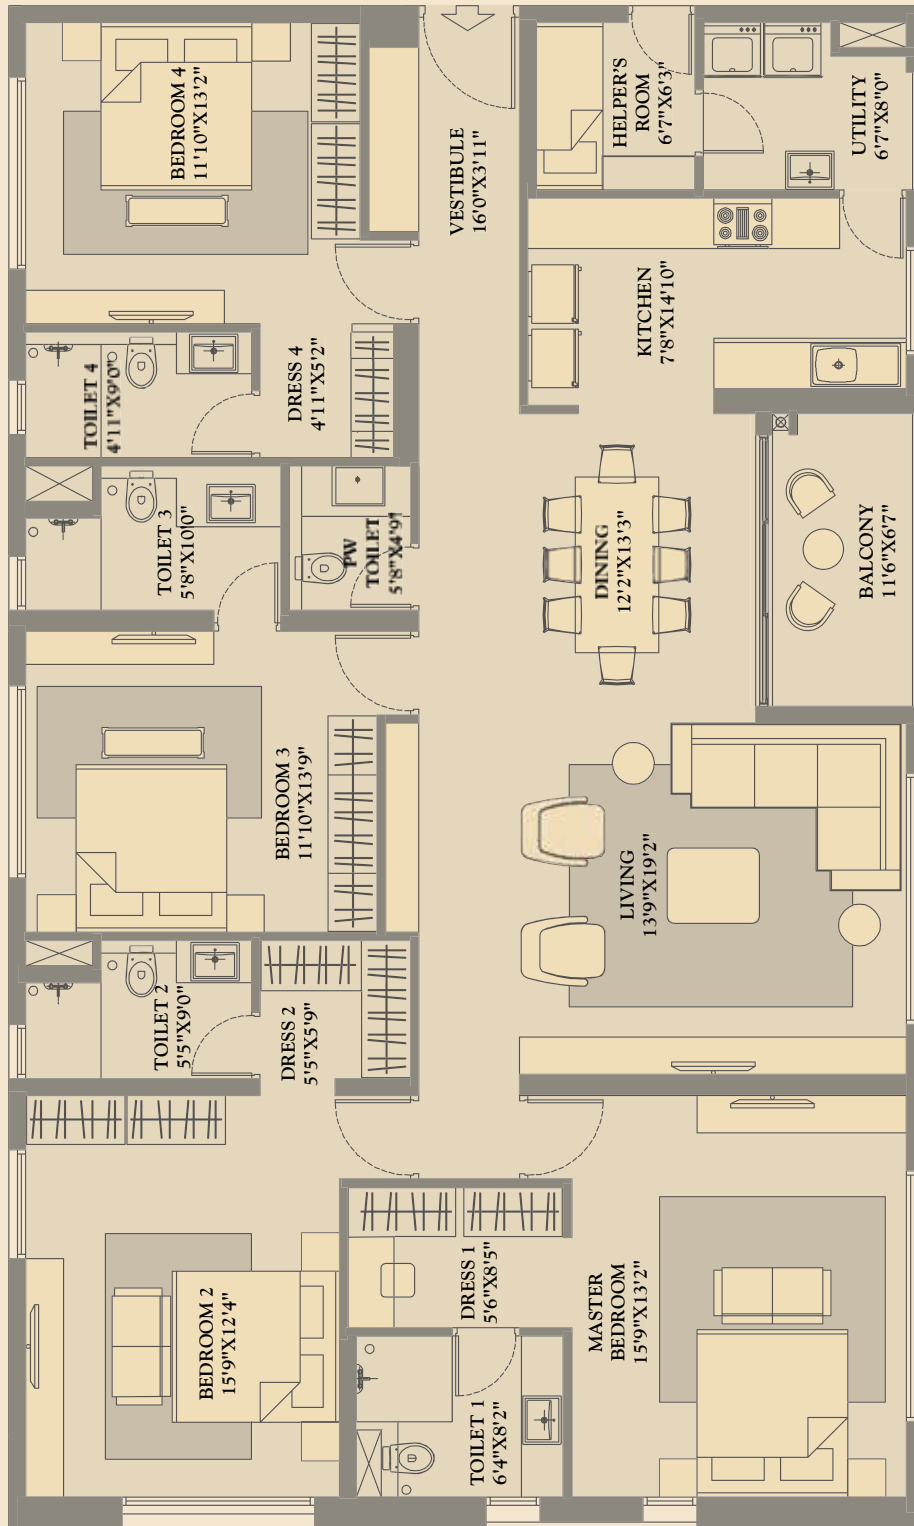 BEDROOM 4
11'10"X13'2"
VESTIBULE
16'0"X3'11"
HELPER'S
ROOM
6'7"X6'3"
UTILITY
6'7"X8'0"
KITCHEN
7'8"X14'10"
TOILET 4
4'11"X9'0"
DRESS 4
4'11"X5'2"
TOILET 3
5'8"X10'0"
PW
TOILET
5'8"X4'9"
DINING
12'2"X13'3"
BALCONY
11'6"X6'7"
BEDROOM 3
11'10"X13'9"
LIVING
13'9"X19'2"
TOILET 2
5'5"X9'0"
DRESS 2
5'5"X5'9"
BEDROOM 2
15'9"X12'4"
DRESS 1
5'6"X8'5"
MASTER
BEDROOM
15'9"X13'2"
TOILET 1
6'4"X8'2"